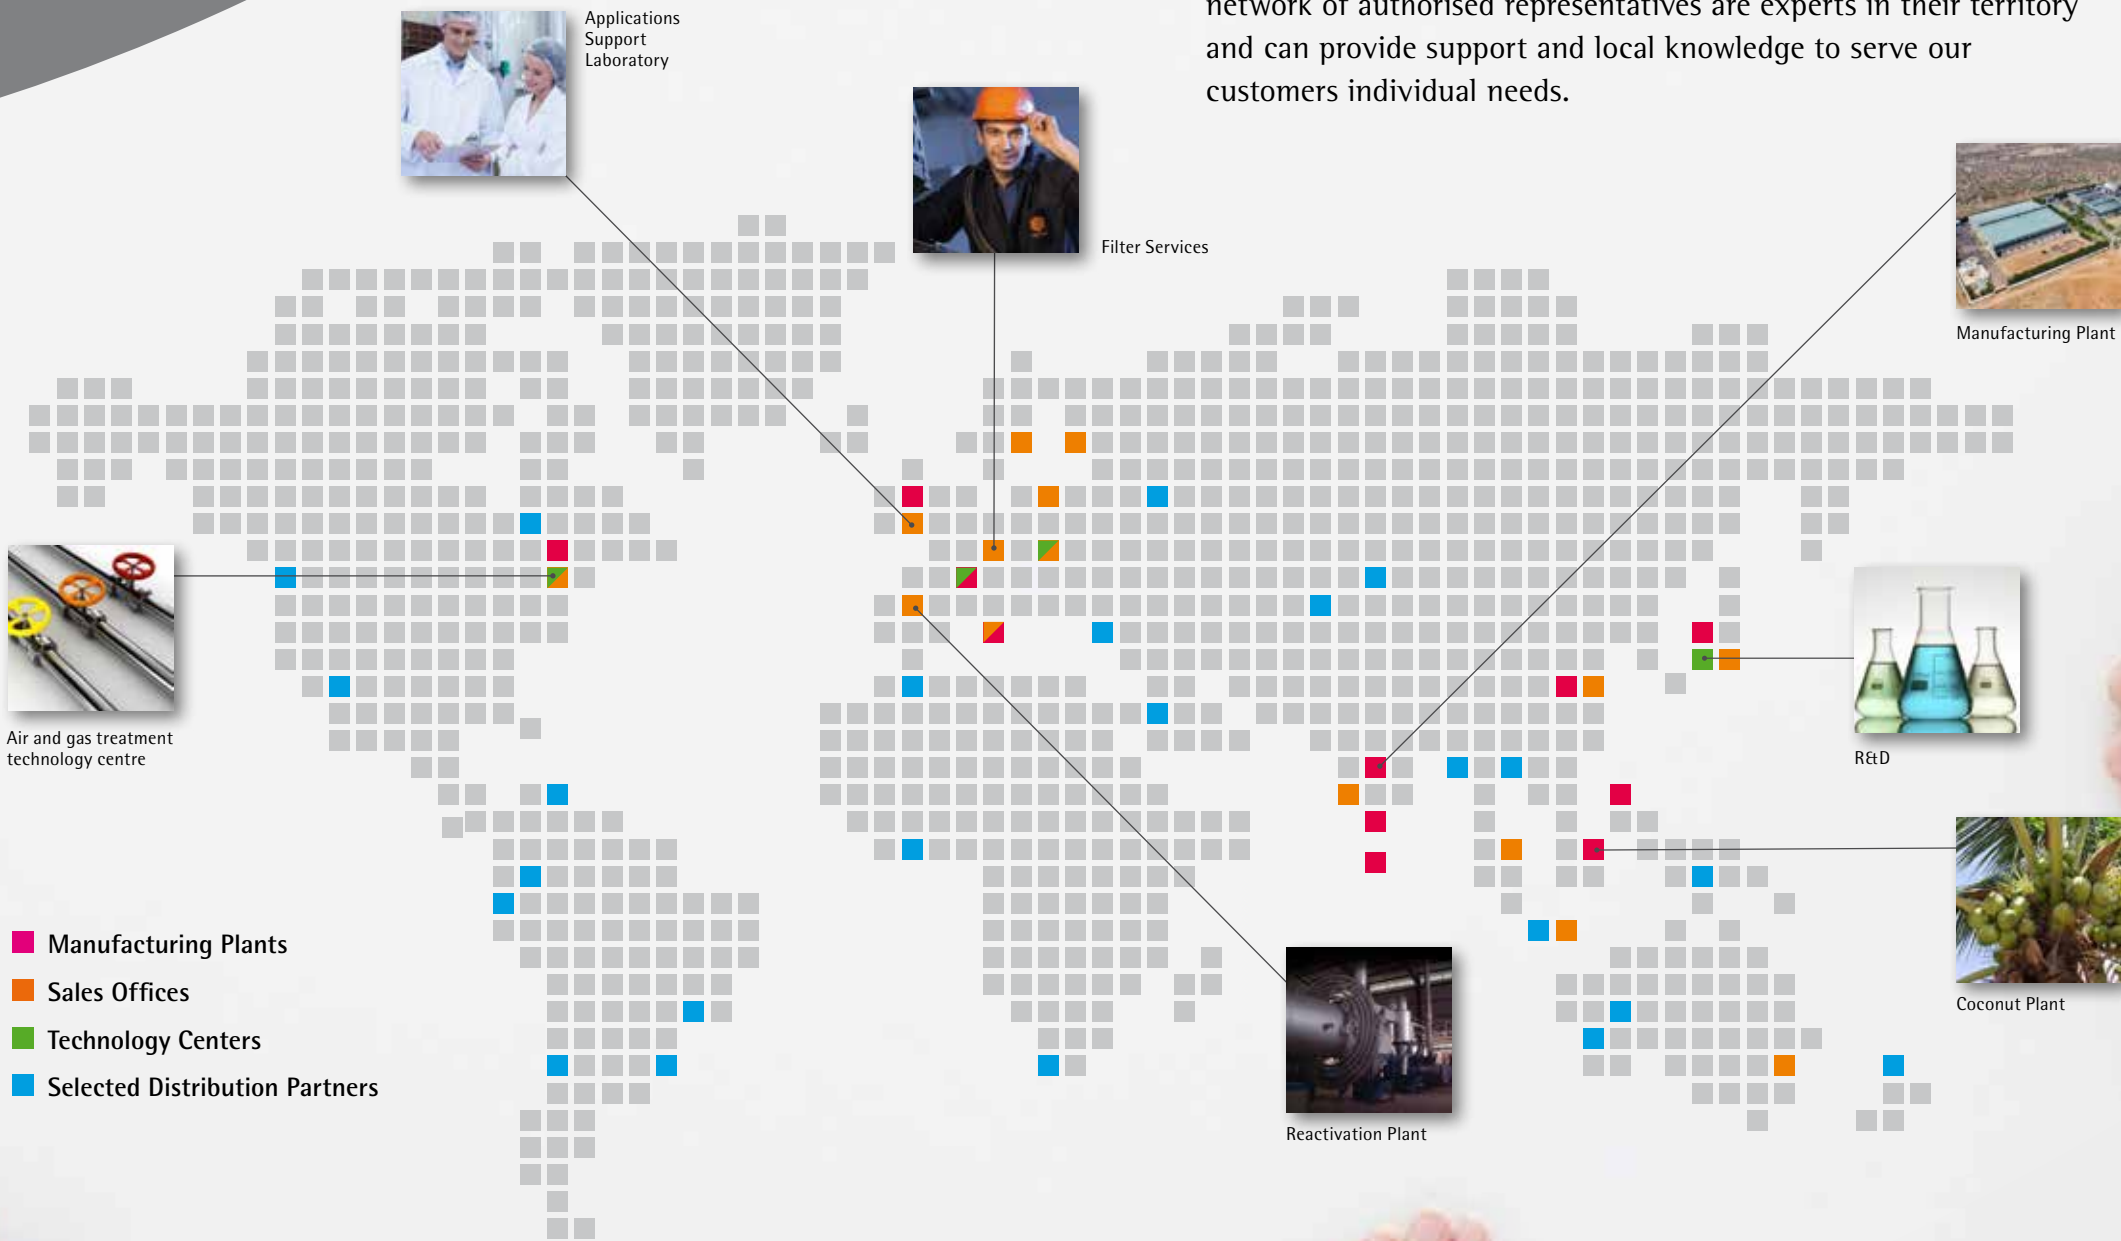 network of authorised representatives are experts in their territory
and can provide support and local knowledge to serve our
customers individual needs.
Applications
Support
Laboratory
Filter Services
Manufacturing Plant
Air and gas treatment
technology centre
R&D
Coconut Plant
Reactivation Plant
Manufacturing Plants
Sales Offices
Technology Centers
Selected Distribution Partners